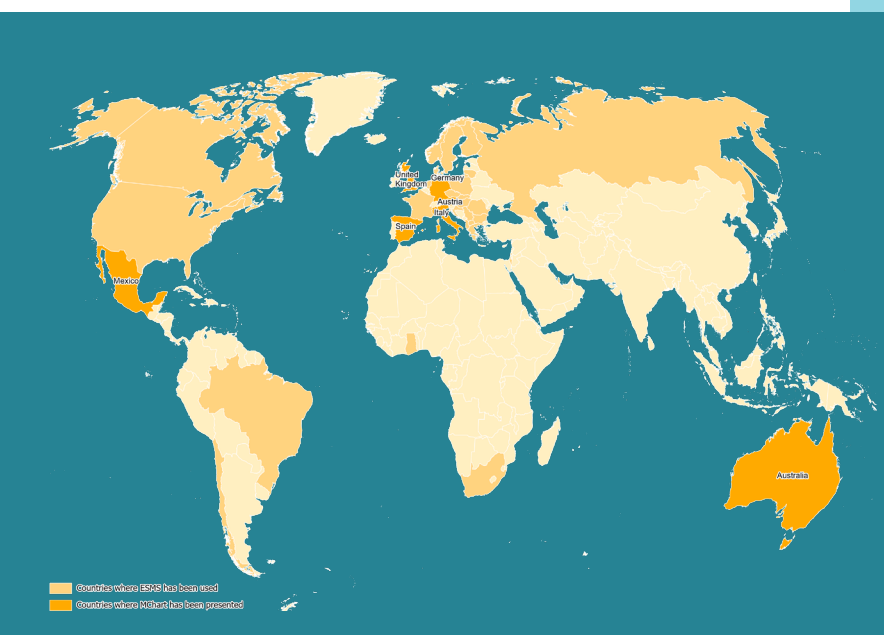 United
Kingdom
Germany
Austria
Italy
Spain
Mexico
Australia
Countries where ESMS has been used
Countries where MChart has been presented